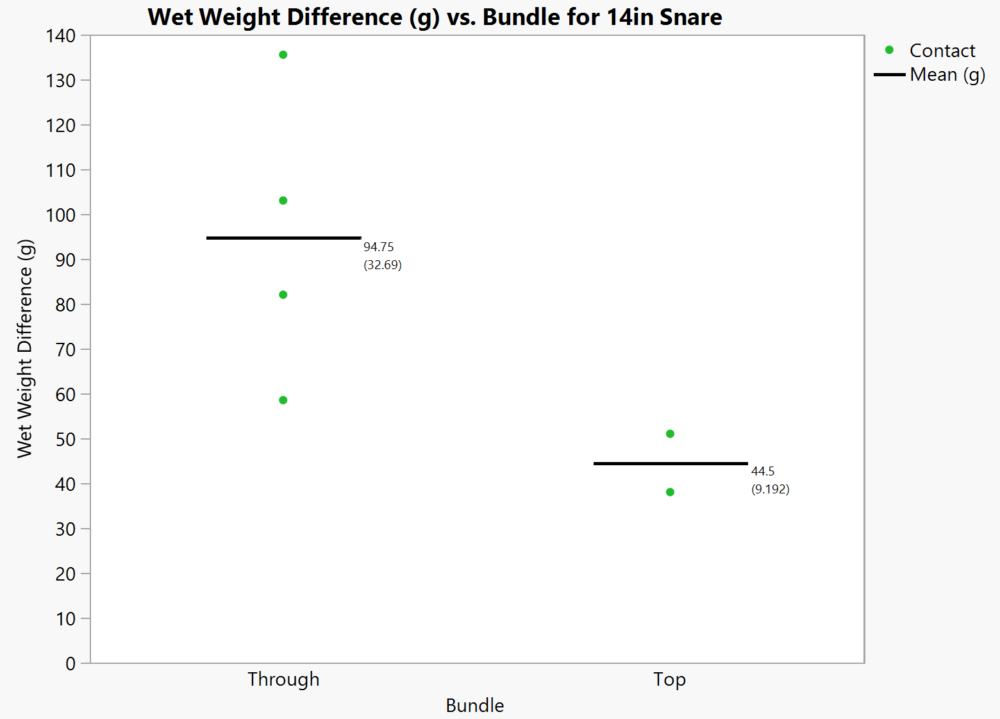 Wet Weight Difference (g) vs. Bundle for 14in Snare
Contact
Mean (g)
Wet Weight Difference (g)
140
130
120
110
100
90
80
70
60
50
40
30
20
10
0
94.75
(32.69)
44.5
(9.192)
Through
Top
Bundle